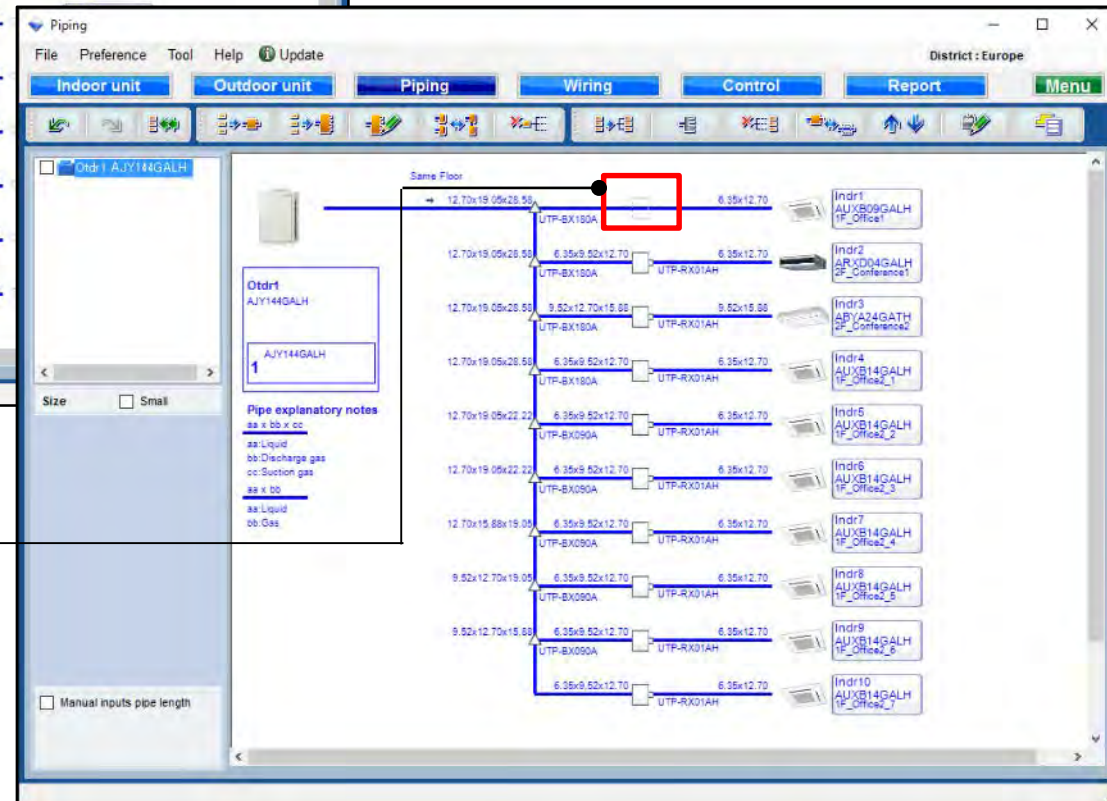 Piping
File Preference Tool Help Update
District : Europe
Indoor unit Outdoor unit Piping Wiring Control Report Menu
Otdr1 AJY144GALH
Size Small
Manual inputs pipe length
Otdr1
AJY144GALH
AJY144GALH
1
Pipe explanatory notes
aa x bb x cc
aa:Liquid
bb:Discharge gas
cc:Suction gas
aa x bb
aa:Liquid
bb:Gas
Same Floor
12.70x19.05x28.58 6.35x12.70
UTP-BX180A
Indr1
AUXB09GALH
1F_Office1
12.70x19.05x28.58 6.35x9.52x12.70 6.35x12.70
UTP-BX180A UTP-RX01AH
Indr2
ARXD04GALH
2F_Conference1
12.70x19.05x28.58 9.52x12.70x15.88 9.52x15.88
UTP-BX180A UTP-RX01AH
Indr3
ABYA24GATH
2F_Conference2
12.70x19.05x28.58 6.35x9.52x12.70 6.35x12.70
UTP-BX180A UTP-RX01AH
Indr4
AUXB14GALH
1F_Office2_1
12.70x19.05x22.22 6.35x9.52x12.70 6.35x12.70
UTP-BX090A UTP-RX01AH
Indr5
AUXB14GALH
1F_Office2_2
12.70x19.05x22.22 6.35x9.52x12.70 6.35x12.70
UTP-BX090A UTP-RX01AH
Indr6
AUXB14GALH
1F_Office2_3
12.70x15.88x19.05 6.35x9.52x12.70 6.35x12.70
UTP-BX090A UTP-RX01AH
Indr7
AUXB14GALH
1F_Office2_4
9.52x12.70x19.05 6.35x9.52x12.70 6.35x12.70
UTP-BX090A UTP-RX01AH
Indr8
AUXB14GALH
1F_Office2_5
9.52x12.70x15.88 6.35x9.52x12.70 6.35x12.70
UTP-BX090A UTP-RX01AH
Indr9
AUXB14GALH
1F_Office2_6
6.35x9.52x12.70 6.35x12.70
UTP-RX01AH
Indr10
AUXB14GALH
1F_Office2_7